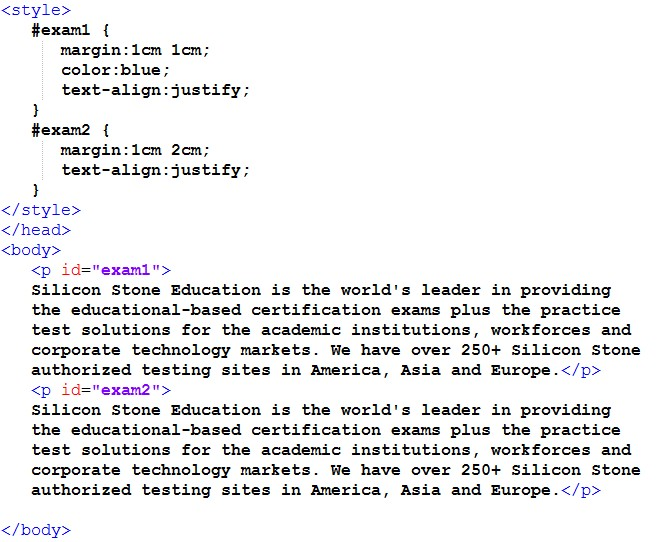 <style>
#exam1 {
margin:1cm 1cm;
color:blue;
text-align:justify;
}
#exam2 {
margin:1cm 2cm;
text-align:justify;
}
</style>
</head>
<body>
<p id="exam1">
Silicon Stone Education is the world's leader in providing
the educational-based certification exams plus the practice
test solutions for the academic institutions, workforces and
corporate technology markets. We have over 250+ Silicon Stone
authorized testing sites in America, Asia and Europe.</p>
<p id="exam2">
Silicon Stone Education is the world's leader in providing
the educational-based certification exams plus the practice
test solutions for the academic institutions, workforces and
corporate technology markets. We have over 250+ Silicon Stone
authorized testing sites in America, Asia and Europe.</p>
</body>